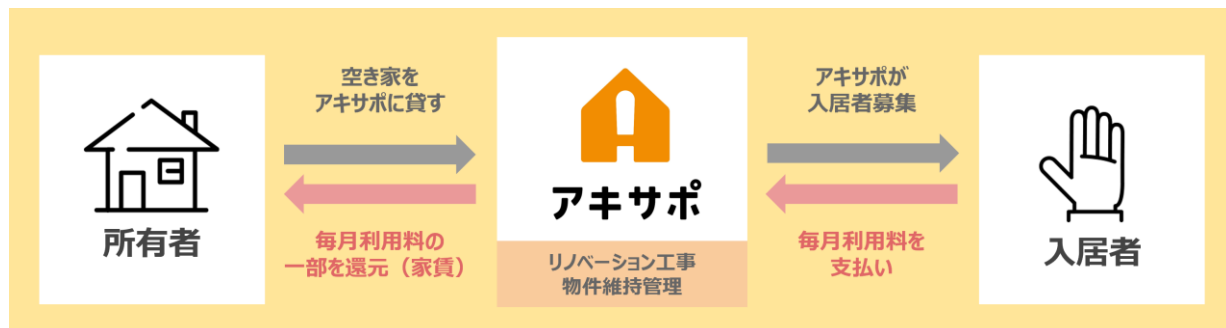 所有者
空き家を
アキサポに貸す
毎月利用料の
一部を還元（家賃）
アキサポ
リノベーション工事
物件維持管理
アキサポが
入居者募集
毎月利用料を
支払い
入居者